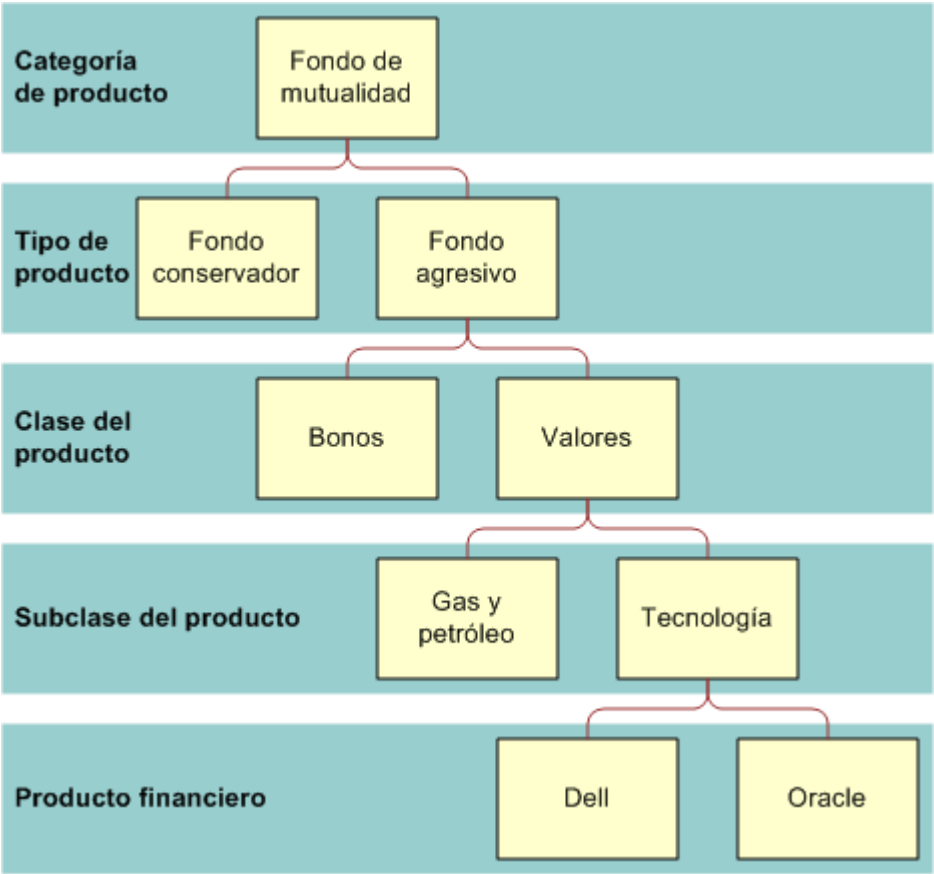 Categoría
de producto
Fondo de
mutualidad
Tipo de
producto
Fondo
conservador
Fondo
agresivo
Clase del
producto
Bonos
Valores
Subclase del producto
Gas y
petróleo
Tecnología
Producto financiero
Dell
Oracle